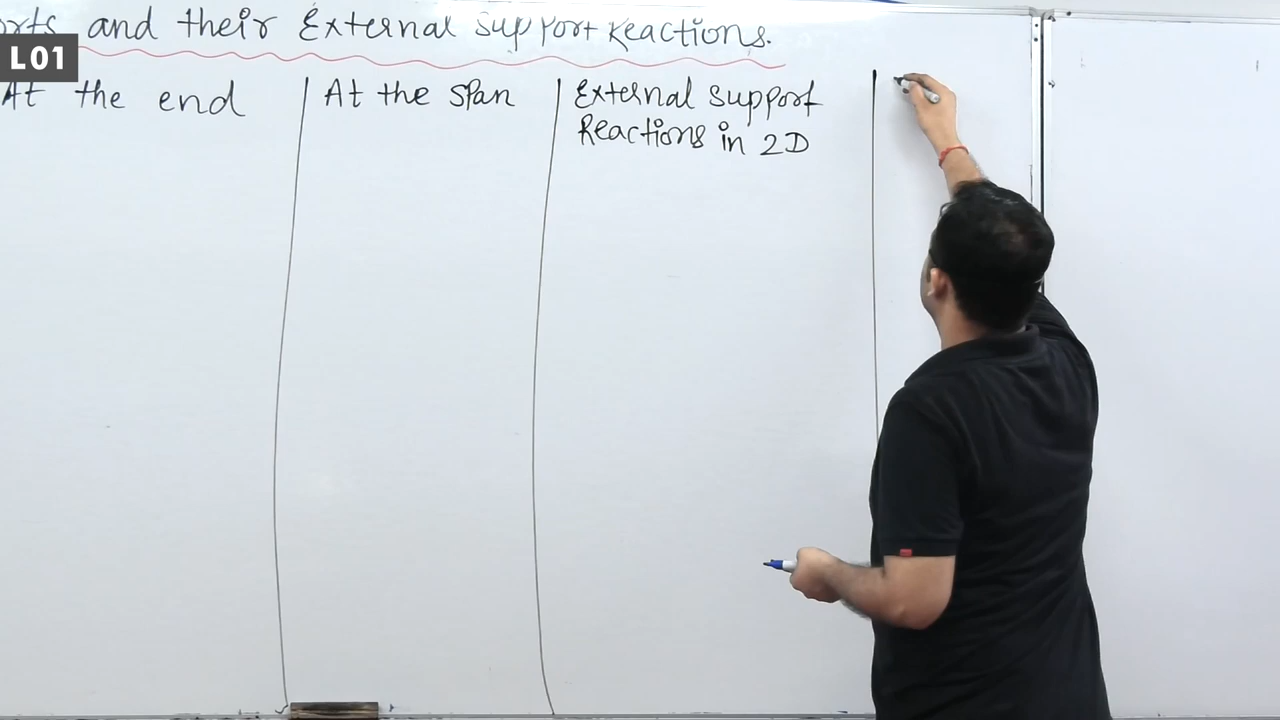 and their External Support Reactions.
L01
At the end
At the span
External support
Reactions in 2D